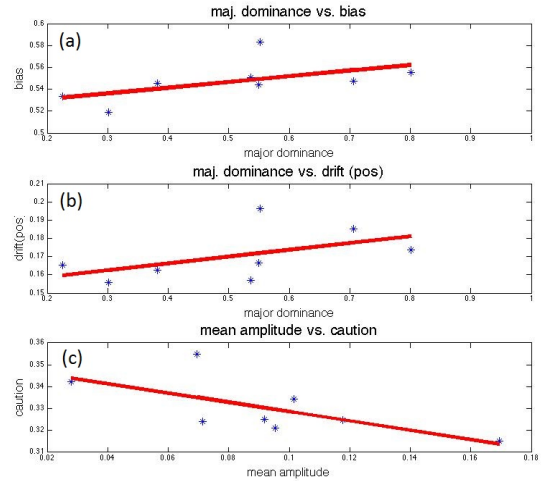 maj. dominance vs. bias
(a)
bias
0.6
0.58
0.56
0.54
0.52
0.5
0.2 0.3 0.4 0.5 0.6 0.7 0.8 0.9 1
major dominance
maj. dominance vs. drift (pos)
(b)
drift(pos)
0.21
0.2
0.19
0.18
0.17
0.16
0.15
0.2 0.3 0.4 0.5 0.6 0.7 0.8 0.9 1
major dominance
mean amplitude vs. caution
(c)
caution
0.36
0.35
0.34
0.33
0.32
0.31
0.02 0.04 0.06 0.08 0.1 0.12 0.14 0.16 0.18
mean amplitude